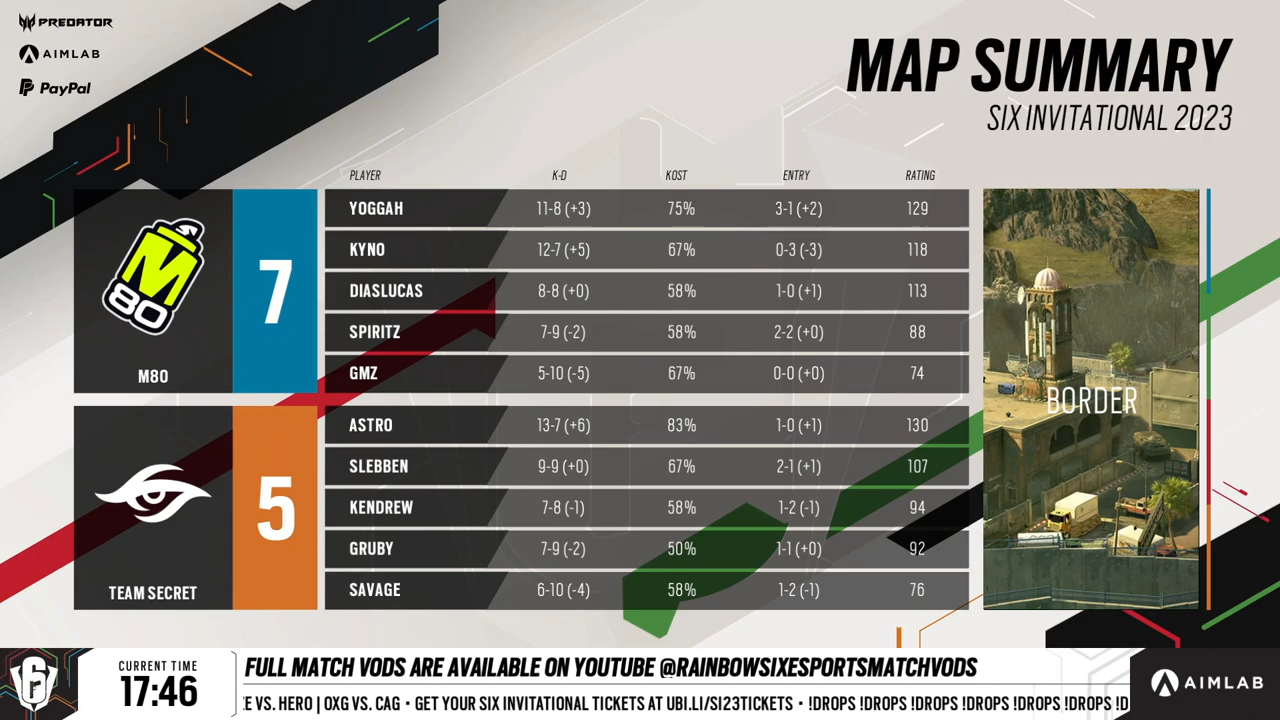 PREDATOR
AIMLAB
PayPal
MAP SUMMARY
SIX INVITATIONAL 2023
PLAYER K-D KOST ENTRY RATING
YOGGAH 11-8 (+3) 75% 3-1 (+2) 129
KYNO 12-7 (+5) 67% 0-3 (-3) 118
DIASLUCAS 8-8 (+0) 58% 1-0 (+1) 113
SPIRITZ 7-9 (-2) 58% 2-2 (+0) 88
GMZ 5-10 (-5) 67% 0-0 (+0) 74
M80
7
M80
ASTRO 13-7 (+6) 83% 1-0 (+1) 130
SLEBBEN 9-9 (+0) 67% 2-1 (+1) 107
KENDREW 7-8 (-1) 58% 1-2 (-1) 94
GRUBY 7-9 (-2) 50% 1-1 (+0) 92
SAVAGE 6-10 (-4) 58% 1-2 (-1) 76
5
TEAM SECRET
BORDER
CURRENT TIME
17:46
FULL MATCH VODS ARE AVAILABLE ON YOUTUBE @RAINBOWSIXESPORTSMATCHVODS
E VS. HERO | OXG VS. CAG • GET YOUR SIX INVITATIONAL TICKETS AT UBI.LI/SI23TICKETS • !DROPS !DROPS !DROPS !DROPS !DROPS !D
6
AIMLAB